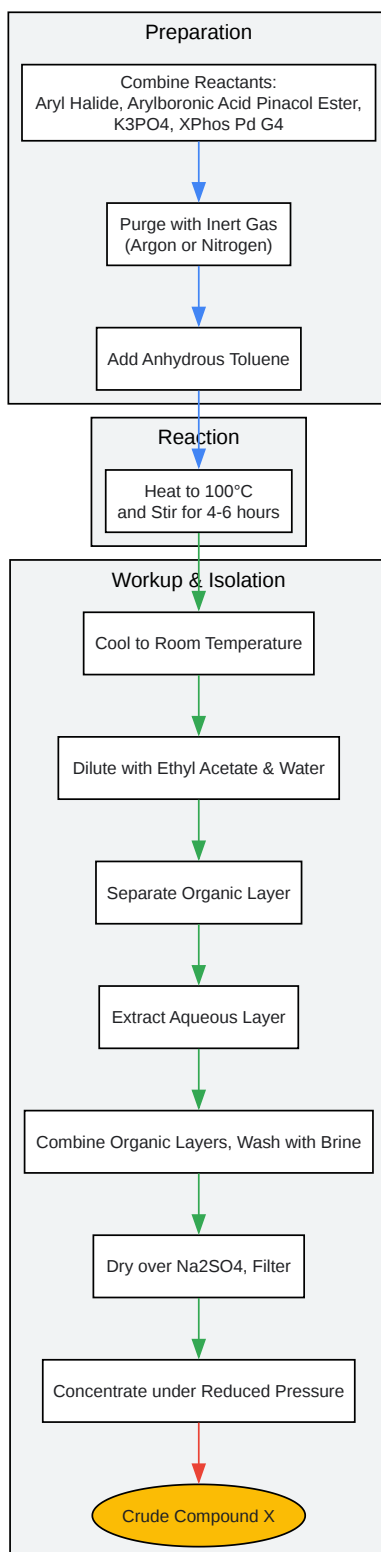 Preparation
Combine Reactants:
Aryl Halide, Arylboronic Acid Pinacol Ester,
K3PO4, XPhos Pd G4
Purge with Inert Gas
(Argon or Nitrogen)
Add Anhydrous Toluene
Reaction
Heat to 100°C
and Stir for 4-6 hours
Workup & Isolation
Cool to Room Temperature
Dilute with Ethyl Acetate & Water
Separate Organic Layer
Extract Aqueous Layer
Combine Organic Layers, Wash with Brine
Dry over Na2SO4, Filter
Concentrate under Reduced Pressure
Crude Compound X